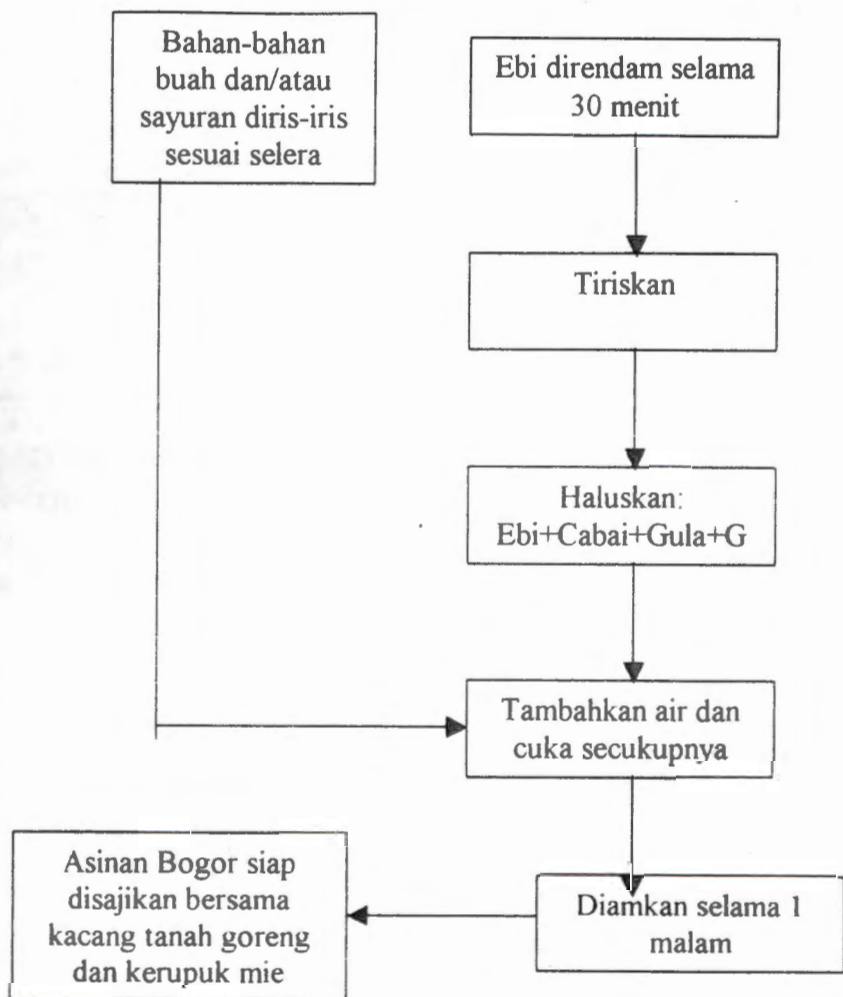 Bahan-bahan
buah dan/atau
sayuran diris-iris
sesuai selera
Ebi direndam selama
30 menit
Tiriskan
Haluskan:
Ebi+Cabai+Gula+G
Tambahkan air dan
cuka secukupnya
Diamkan selama 1
malam
Asinan Bogor siap
disajikan bersama
kacang tanah goreng
dan kerupuk mie